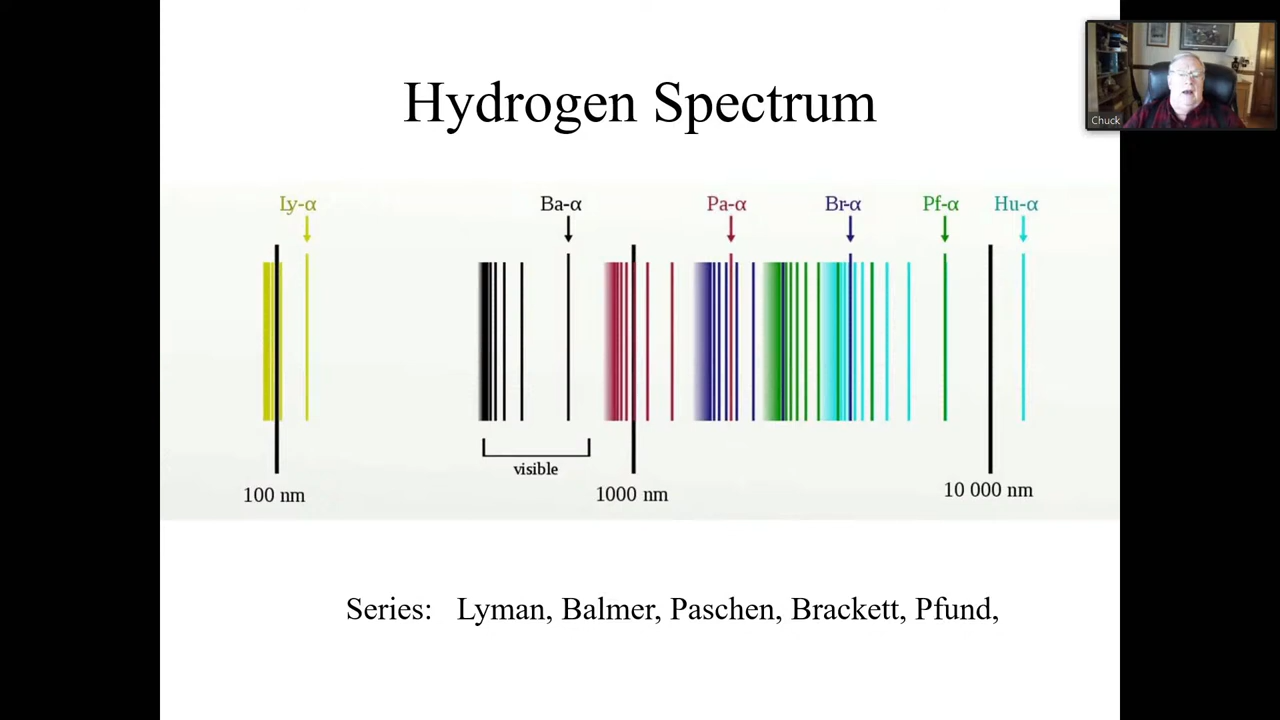 Hydrogen Spectrum
Chuck
Ly-α Ba-α Pa-α Br-α Pf-α Hu-α
visible
100 nm 1000 nm 10 000 nm
Series: Lyman, Balmer, Paschen, Brackett, Pfund,